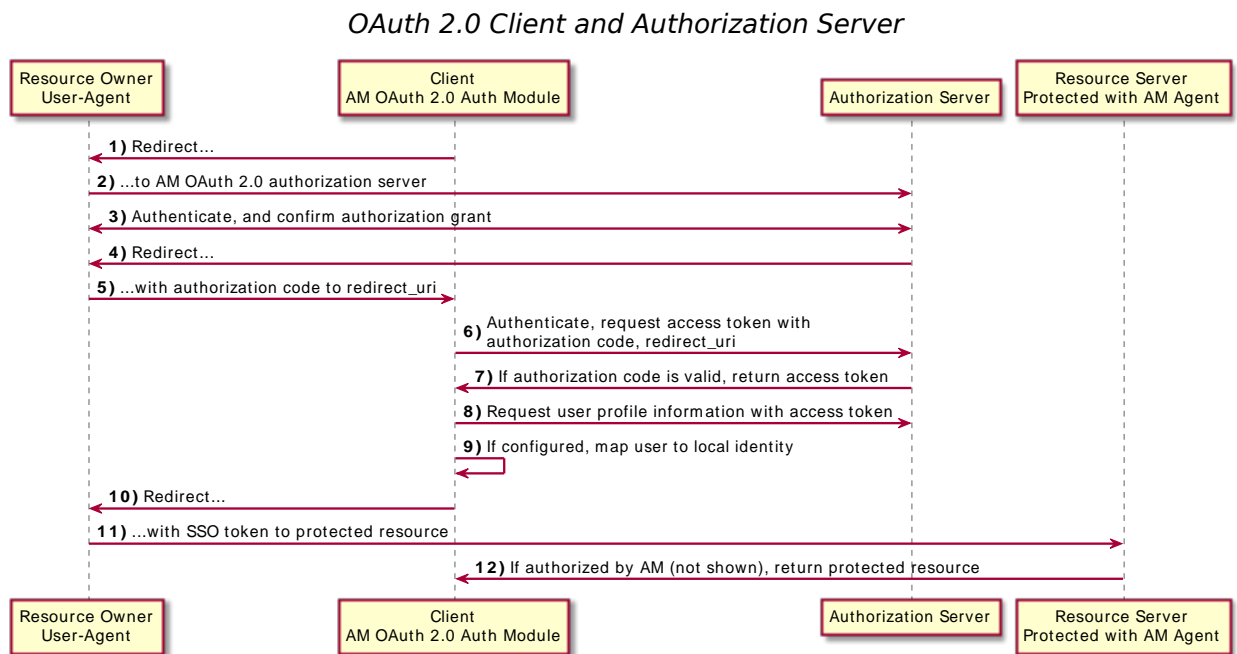 OAuth 2.0 Client and Authorization Server
Resource Owner
User-Agent
Client
AM OAuth 2.0 Auth Module
Authorization Server
Resource Server
Protected with AM Agent
1) Redirect...
2) ...to AM OAuth 2.0 authorization server
3) Authenticate, and confirm authorization grant
4) Redirect...
5) ...with authorization code to redirect_uri
6) Authenticate, request access token with
authorization code, redirect_uri
7) If authorization code is valid, return access token
8) Request user profile information with access token
9) If configured, map user to local identity
10) Redirect...
11) ...with SSO token to protected resource
12) If authorized by AM (not shown), return protected resource
Resource Owner
User-Agent
Client
AM OAuth 2.0 Auth Module
Authorization Server
Resource Server
Protected with AM Agent